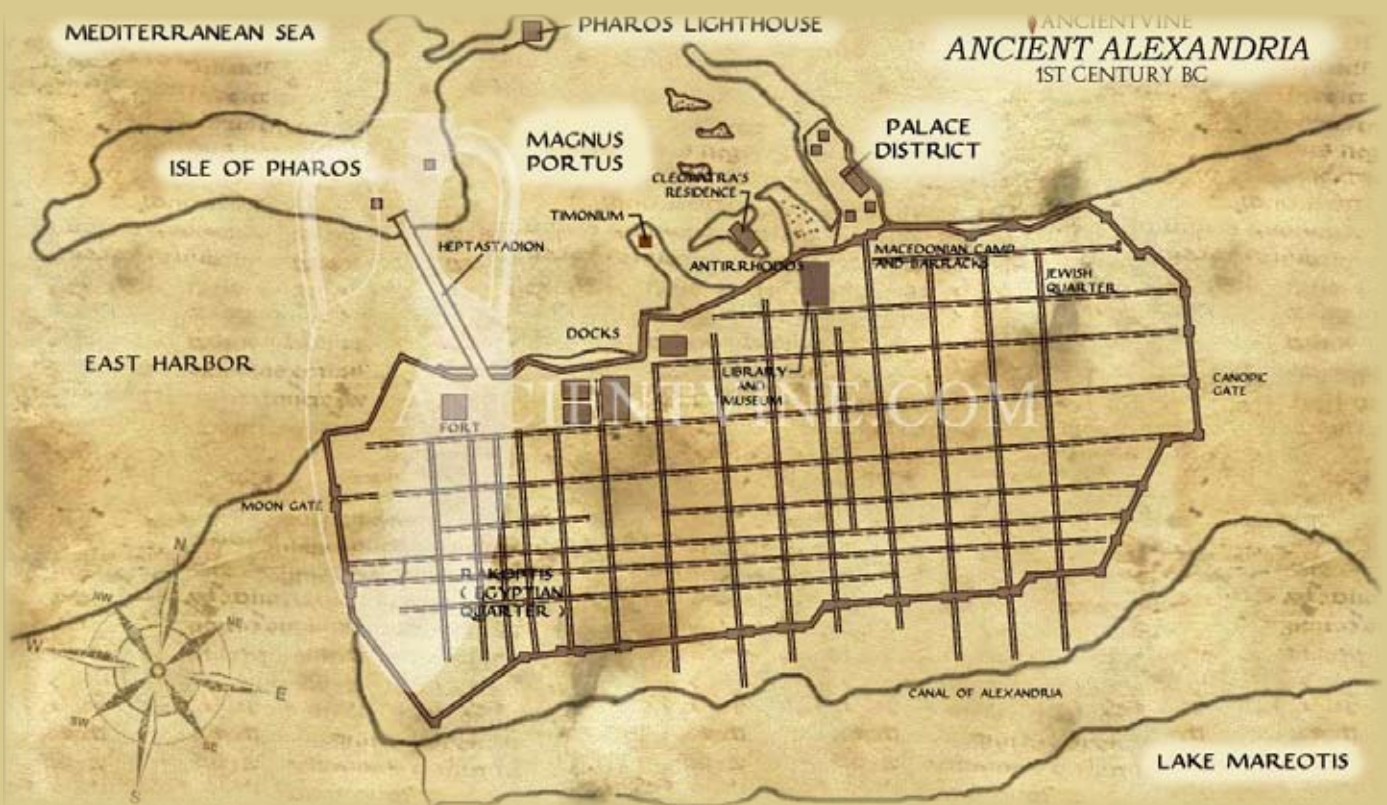 MEDITERRANEAN SEA
PHAROS LIGHTHOUSE
ANCIENTVINE
ANCIENT ALEXANDRIA
1ST CENTURY BC
ISLE OF PHAROS
MAGNUS
PORTUS
PALACE
DISTRICT
CLEOPATRA'S
RESIDENCE
TIMONIUM
HEPTASTADION
ANTIRRHODOS
MACEDONIAN CAMP
AND BARRACKS
JEWISH
QUARTER
DOCKS
EAST HARBOR
LIBRARY
AND
MUSEUM
CANOPIC
GATE
ANCIENTVINE.COM
FORT
MOON GATE
RAKOPTIS
( EGYPTIAN
QUARTER )
N
NW
NE
W
E
SW
SE
S
CANAL OF ALEXANDRIA
LAKE MAREOTIS